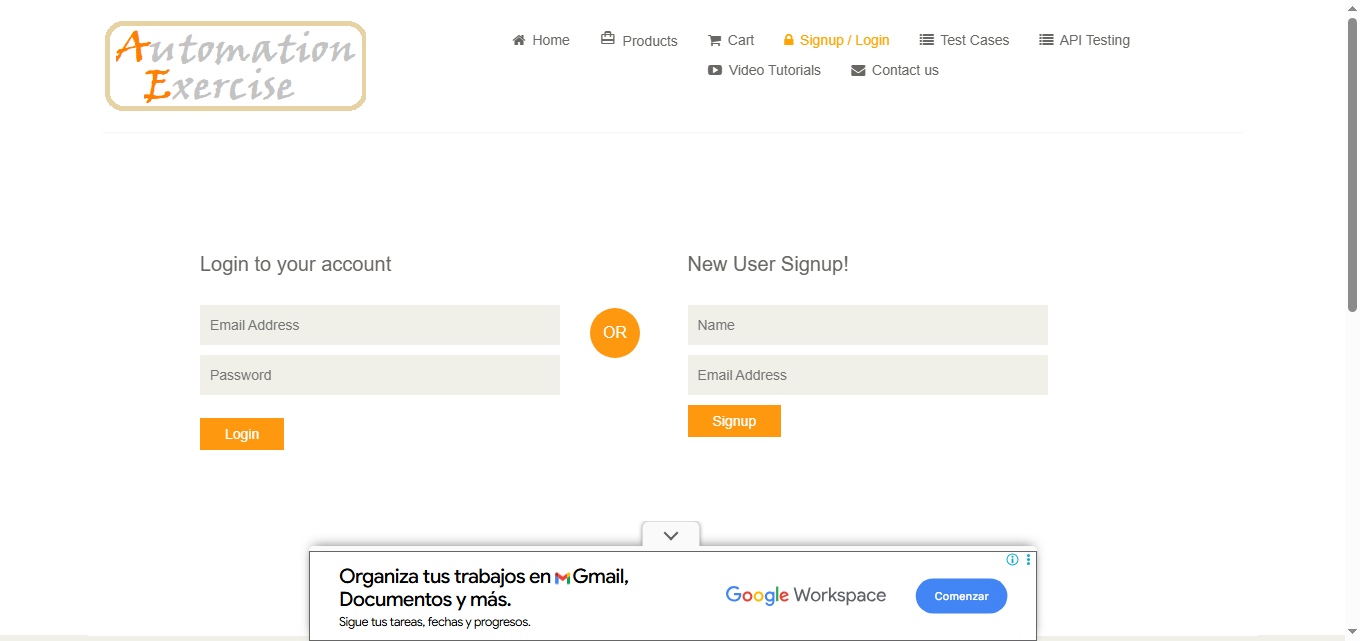 Automation
Exercise
Home
Products
Cart
Signup / Login
Test Cases
API Testing
Video Tutorials
Contact us
Login to your account
Email Address
Password
Login
OR
New User Signup!
Name
Email Address
Signup
Organiza tus trabajos en Gmail,
Documentos y más.
Sigue tus tareas, fechas y progresos.
Google Workspace
Comenzar